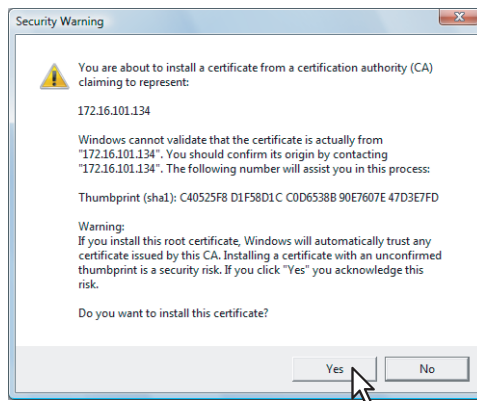 Security Warning
You are about to install a certificate from a certification authority (CA)
claiming to represent:
172.16.101.134
Windows cannot validate that the certificate is actually from
"172.16.101.134". You should confirm its origin by contacting
"172.16.101.134". The following number will assist you in this process:
Thumbprint (sha1): C40525F8 D1F58D1C C0D6538B 90E7607E 47D3E7FD
Warning:
If you install this root certificate, Windows will automatically trust any
certificate issued by this CA. Installing a certificate with an unconfirmed
thumbprint is a security risk. If you click "Yes" you acknowledge this
risk.
Do you want to install this certificate?
Yes
No